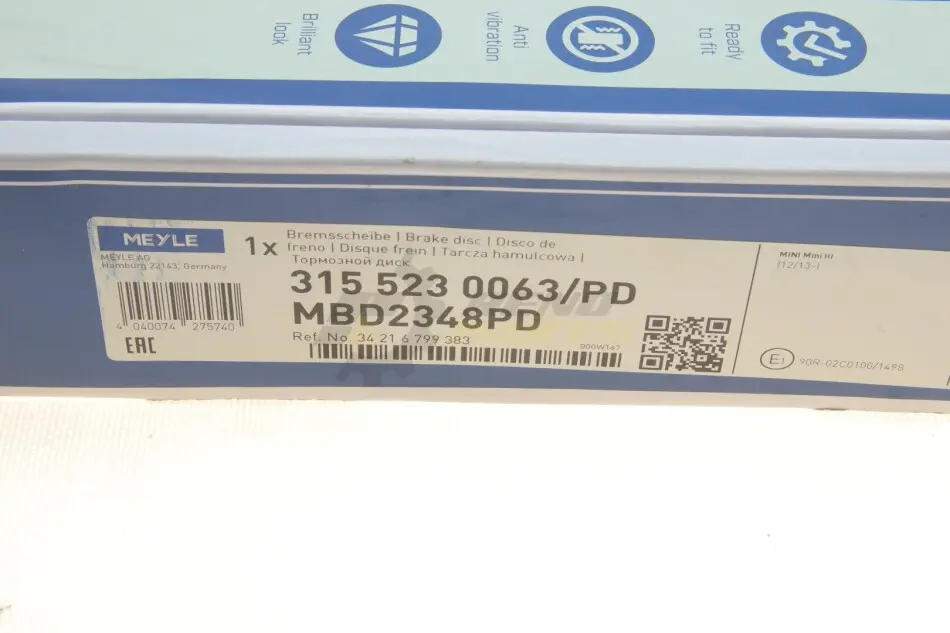 Brilliant
look
Anti
vibration
Ready
to fit
MEYLE
MEYLE AG
Hamburg 22143, Germany
4 040074 275740
EAC
1x
Bremsscheibe | Brake disc | Disco de
freno | Disque frein | Tarcza hamulcowa |
Тормозной диск
315 523 0063/PD
MBD2348PD
Ref. No. 34 21 6 799 383
000W167
MINI Mini III
(12/13-)
E1 90R-02C0100/1498